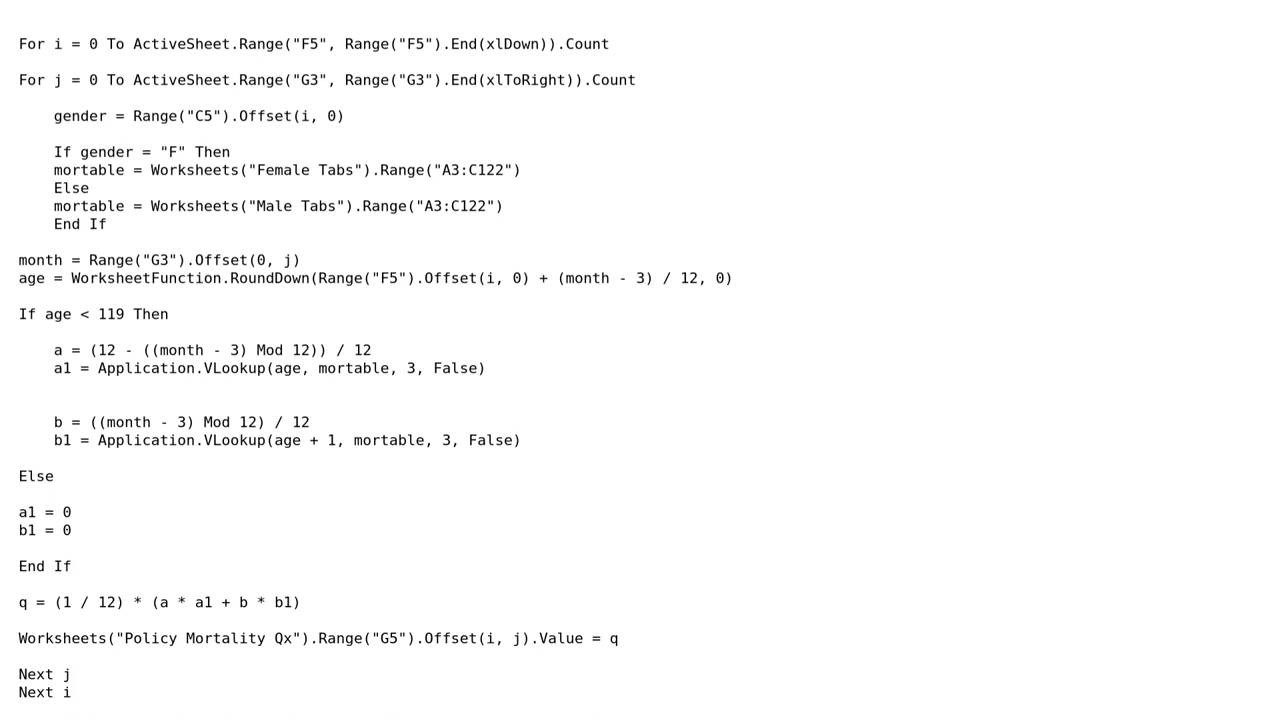 For i = 0 To ActiveSheet.Range("F5", Range("F5").End(xlDown)).Count
For j = 0 To ActiveSheet.Range("G3", Range("G3").End(xlToRight)).Count
gender = Range("C5").Offset(i, 0)
If gender = "F" Then
mortable = Worksheets("Female Tabs").Range("A3:C122")
Else
mortable = Worksheets("Male Tabs").Range("A3:C122")
End If
month = Range("G3").Offset(0, j)
age = WorksheetFunction.RoundDown(Range("F5").Offset(i, 0) + (month - 3) / 12, 0)
If age < 119 Then
a = (12 - ((month - 3) Mod 12)) / 12
a1 = Application.VLookup(age, mortable, 3, False)
b = ((month - 3) Mod 12) / 12
b1 = Application.VLookup(age + 1, mortable, 3, False)
Else
a1 = 0
b1 = 0
End If
q = (1 / 12) * (a * a1 + b * b1)
Worksheets("Policy Mortality Qx").Range("G5").Offset(i, j).Value = q
Next j
Next i